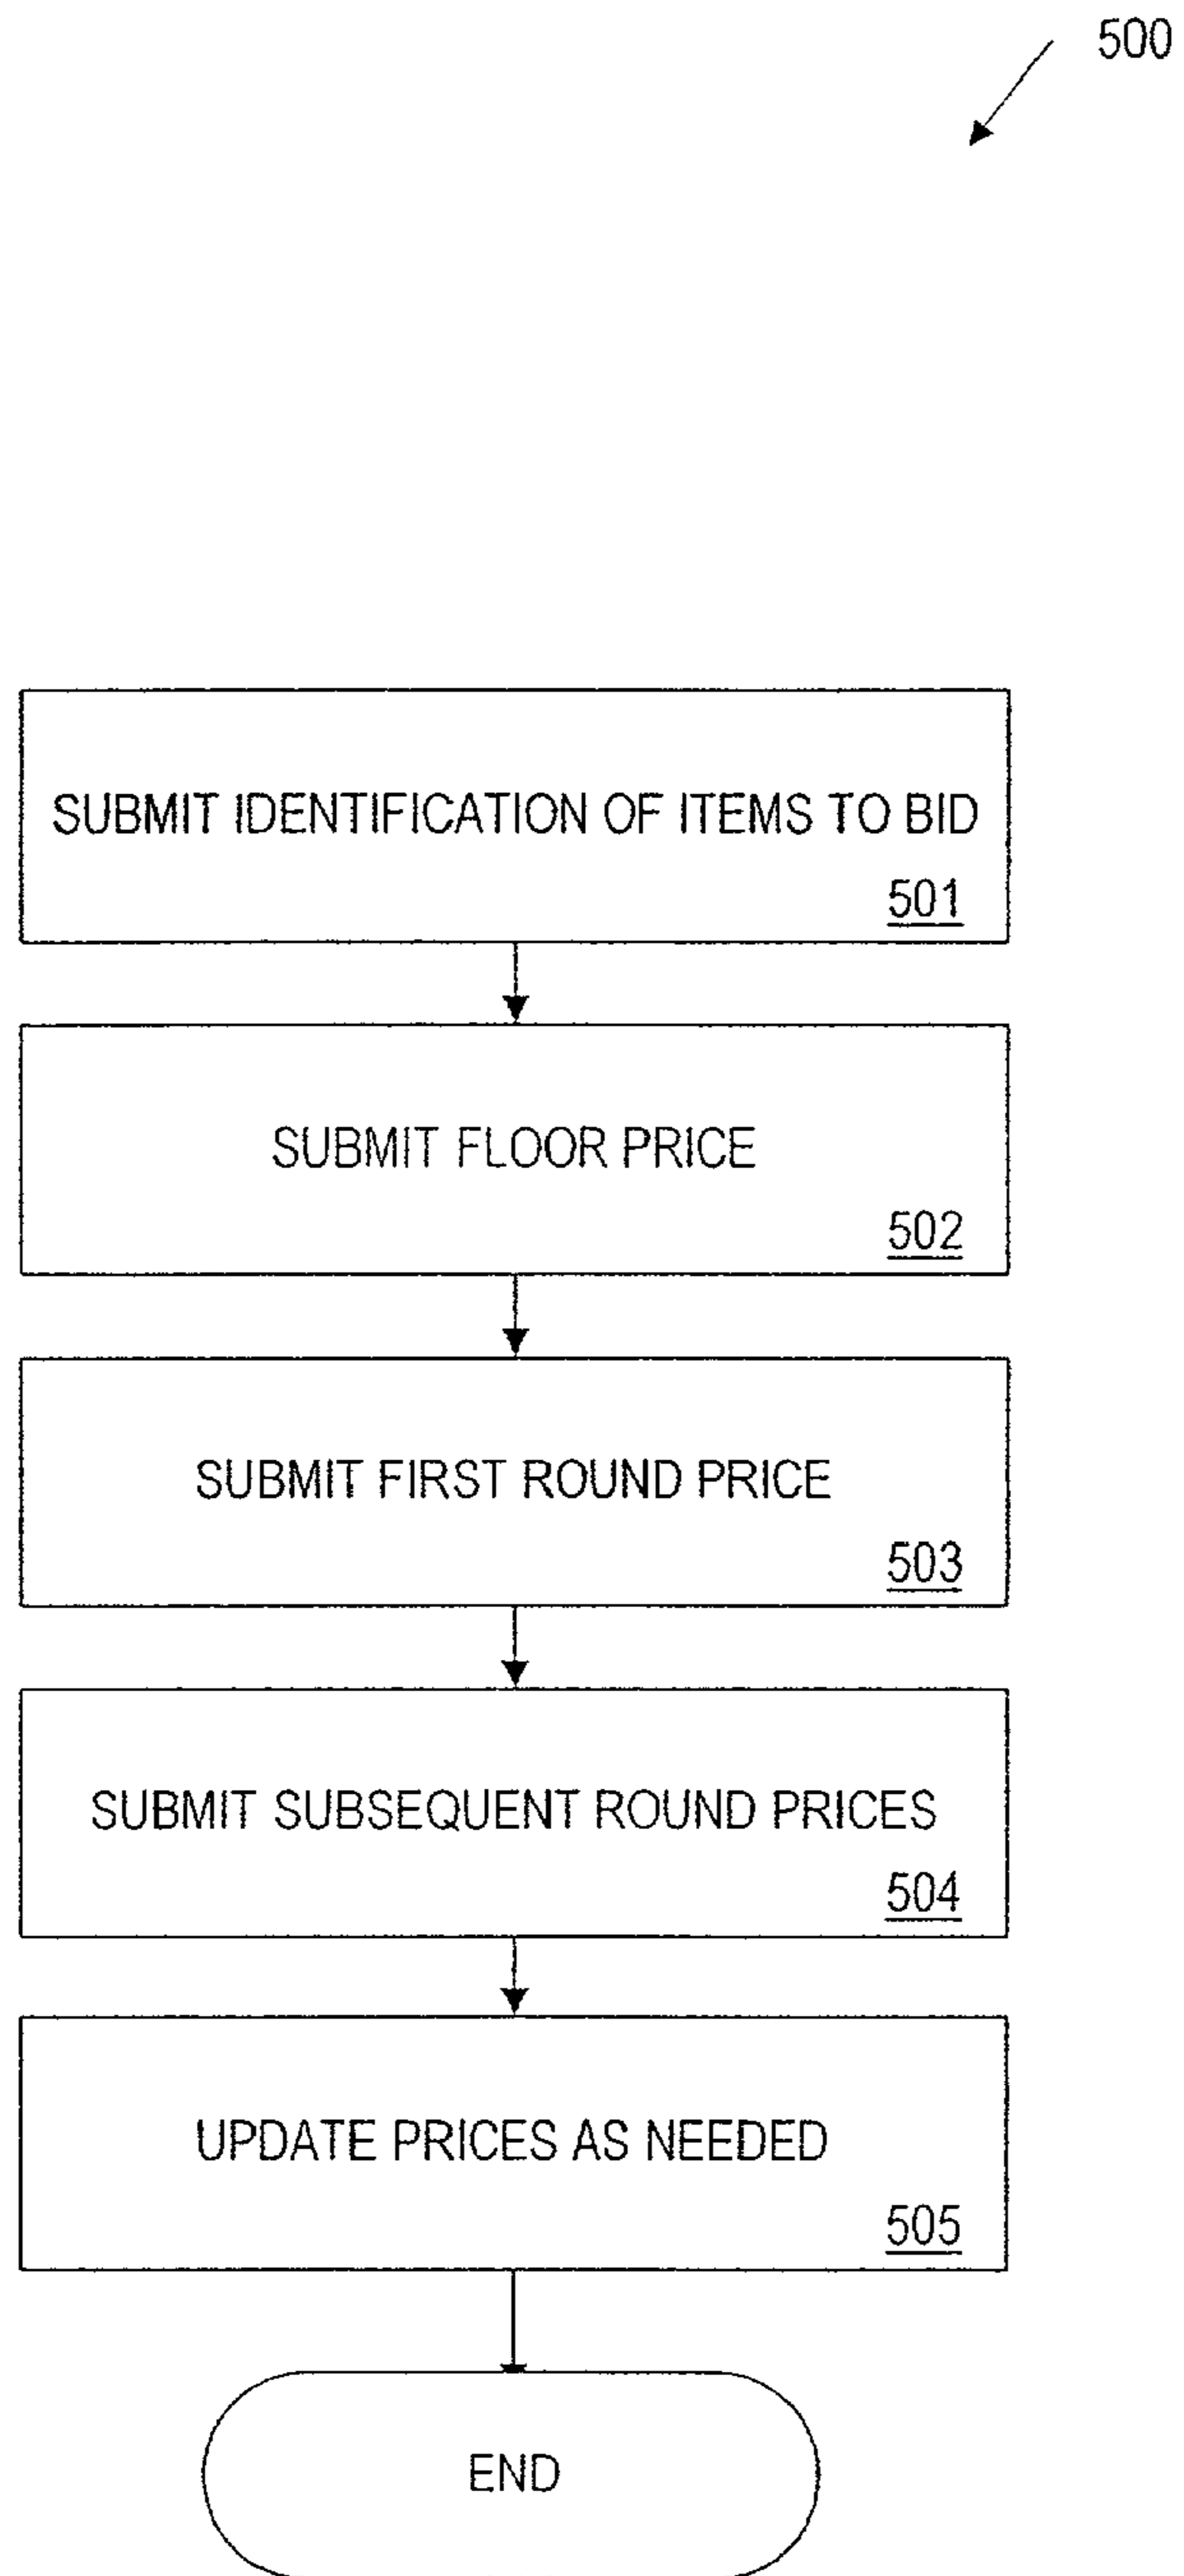 500
SUBMIT IDENTIFICATION OF ITEMS TO BID
501
SUBMIT FLOOR PRICE
502
SUBMIT FIRST ROUND PRICE
503
SUBMIT SUBSEQUENT ROUND PRICES
504
UPDATE PRICES AS NEEDED
505
END